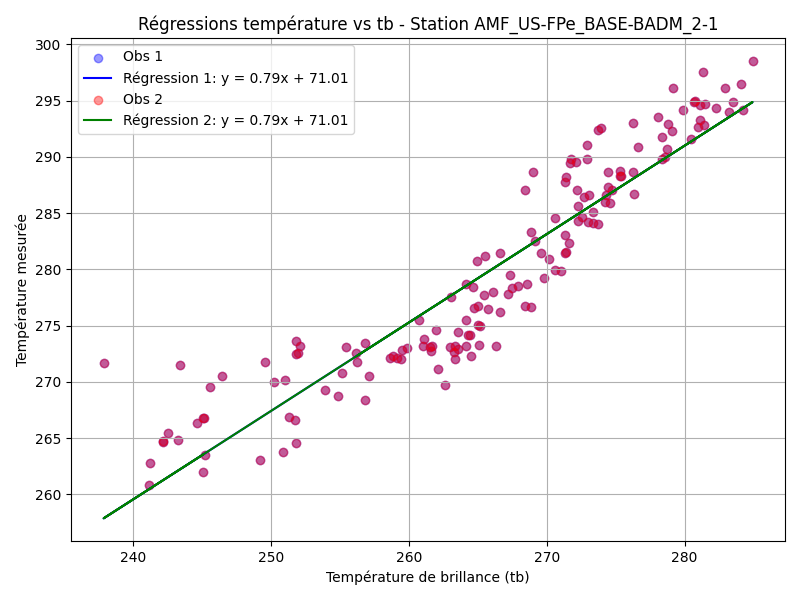 Régressions température vs tb - Station AMF_US-FPe_BASE-BADM_2-1
Obs 1
Régression 1: y = 0.79x + 71.01
Obs 2
Régression 2: y = 0.79x + 71.01
Température mesurée
300
295
290
285
280
275
270
265
260
240
250
260
270
280
Température de brillance (tb)